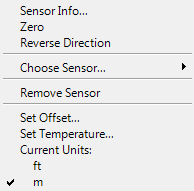 Sensor Info...
Zero
Reverse Direction
Choose Sensor...
Remove Sensor
Set Offset...
Set Temperature...
Current Units:
ft
m